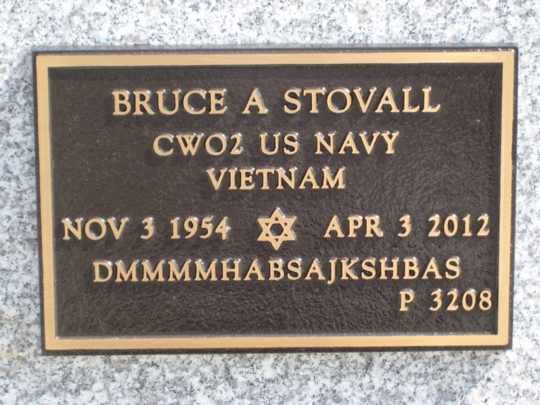 BRUCE A STOVALL
CWO2 US NAVY
VIETNAM
NOV 3 1954 APR 3 2012
DMMMMHABSAJKSHBAS
P 3208